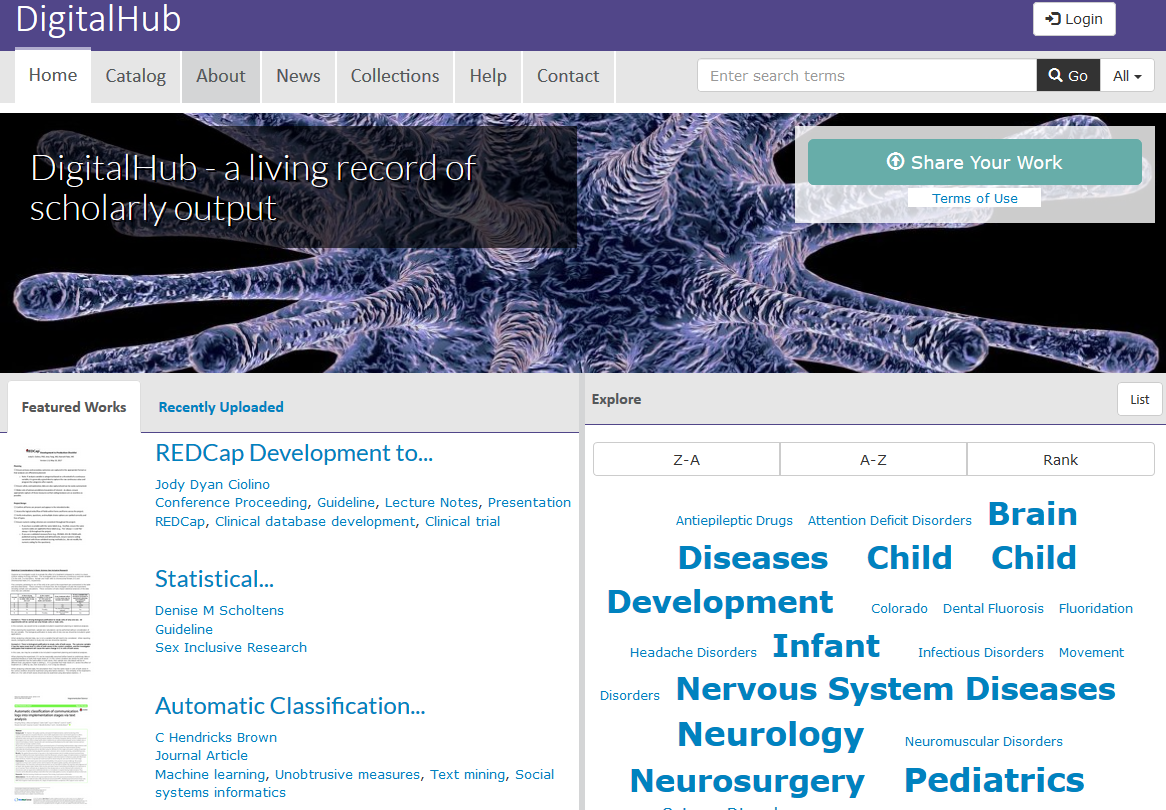 DigitalHub
Login
Home Catalog About News Collections Help Contact
Enter search terms Go All
DigitalHub - a living record of
scholarly output
Share Your Work
Terms of Use
Featured Works Recently Uploaded
REDCap Development to...
Jody Dyan Ciolino
Conference Proceeding, Guideline, Lecture Notes, Presentation
REDCap, Clinical database development, Clinical trial
Statistical...
Denise M Scholtens
Guideline
Sex Inclusive Research
Automatic Classification...
C Hendricks Brown
Journal Article
Machine learning, Unobtrusive measures, Text mining, Social
systems informatics
Explore List
Z-A A-Z Rank
Antiepileptic Drugs Attention Deficit Disorders Brain
Diseases Child Child
Development Colorado Dental Fluorosis Fluoridation
Headache Disorders Infant Infectious Disorders Movement
Disorders Nervous System Diseases
Neurology Neuromuscular Disorders
Neurosurgery Pediatrics